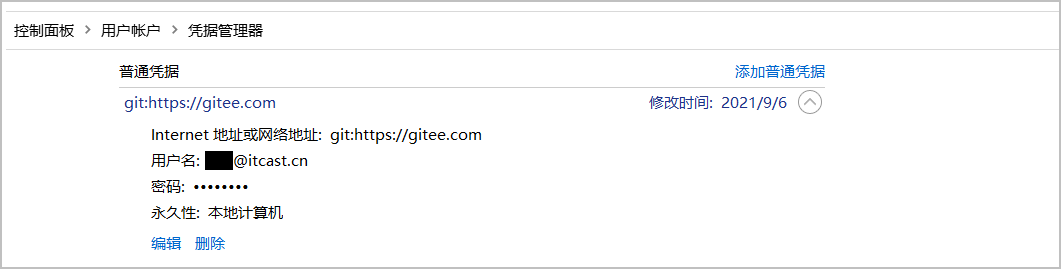 控制面板 > 用户帐户 > 凭据管理器
普通凭据 添加普通凭据
git:https://gitee.com 修改时间: 2021/9/6
Internet 地址或网络地址: git:https://gitee.com
用户名: @itcast.cn
密码: ••••••••
永久性: 本地计算机
编辑 删除